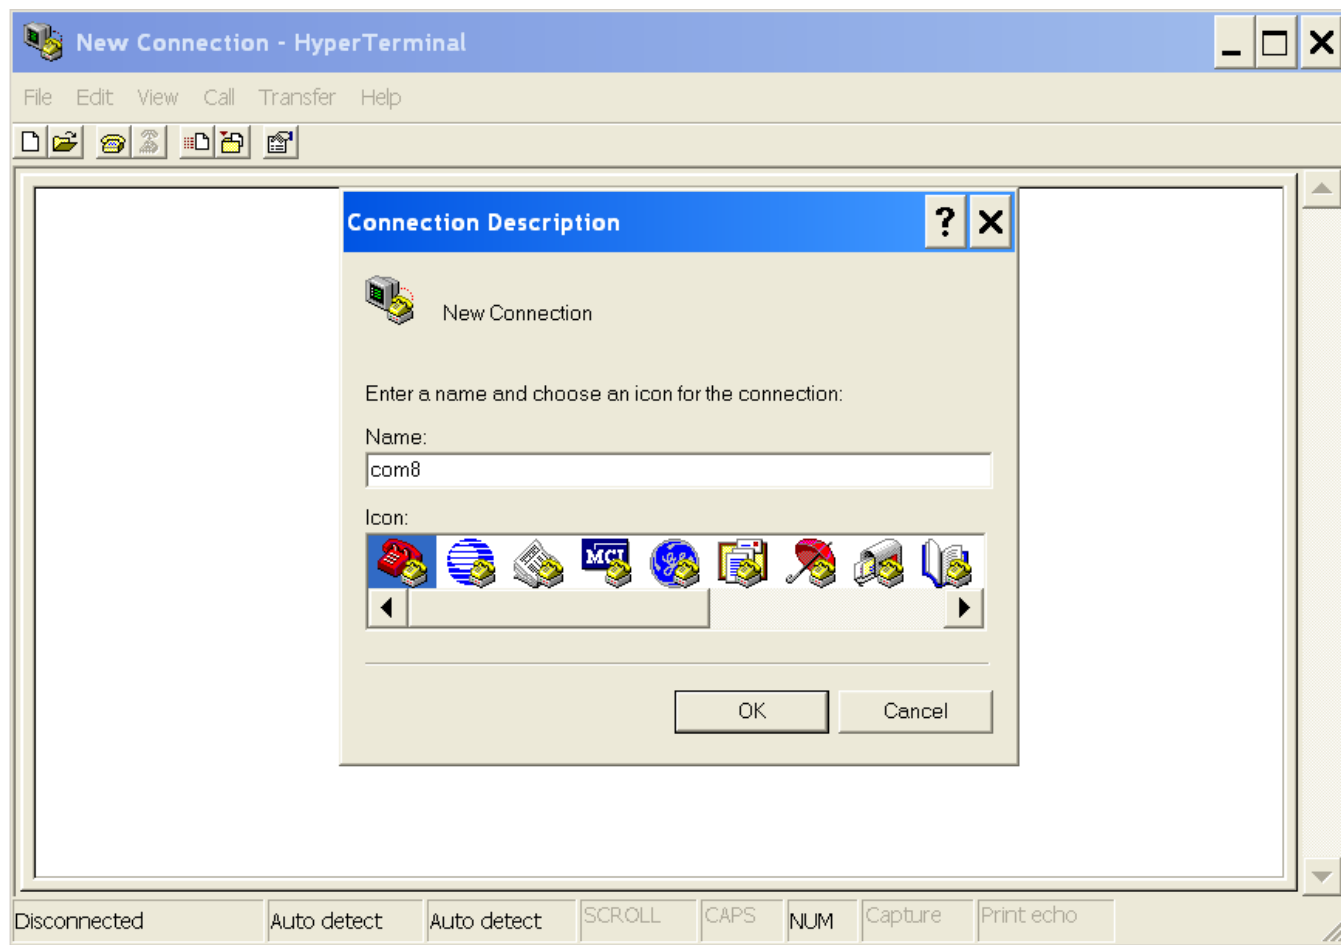 New Connection - HyperTerminal
File Edit View Call Transfer Help
Connection Description
New Connection
Enter a name and choose an icon for the connection:
Name:
com8
Icon:
MCI
OK Cancel
Disconnected Auto detect Auto detect SCROLL CAPS NUM Capture Print echo